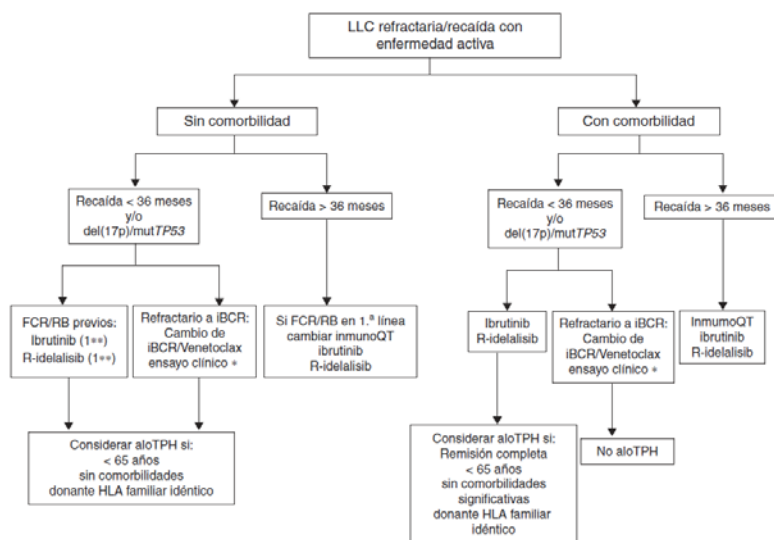 LLC refractaria/recaída con
enfermedad activa
Sin comorbilidad
Con comorbilidad
Recaída < 36 meses
y/o
del(17p)/mutTP53
Recaída > 36 meses
Recaída < 36 meses
y/o
del(17p)/mutTP53
Recaída > 36 meses
FCR/RB previos:
Ibrutinib (1**)
R-idelalisib (1**)
Refractario a iBCR:
Cambio de
iBCR/Venetoclax
ensayo clínico *
Si FCR/RB en 1.ª línea
cambiar inmunoQT
ibrutinib
R-idelalisib
Ibrutinib
R-idelalisib
Refractario a iBCR:
Cambio de
iBCR/Venetoclax
ensayo clínico *
InmumoQT
ibrutinib
R-idelalisib
Considerar aloTPH si:
< 65 años
sin comorbilidades
donante HLA familiar idéntico
Considerar aloTPH si:
Remisión completa
< 65 años
sin comorbilidades
significativas
donante HLA familiar
idéntico
No aloTPH